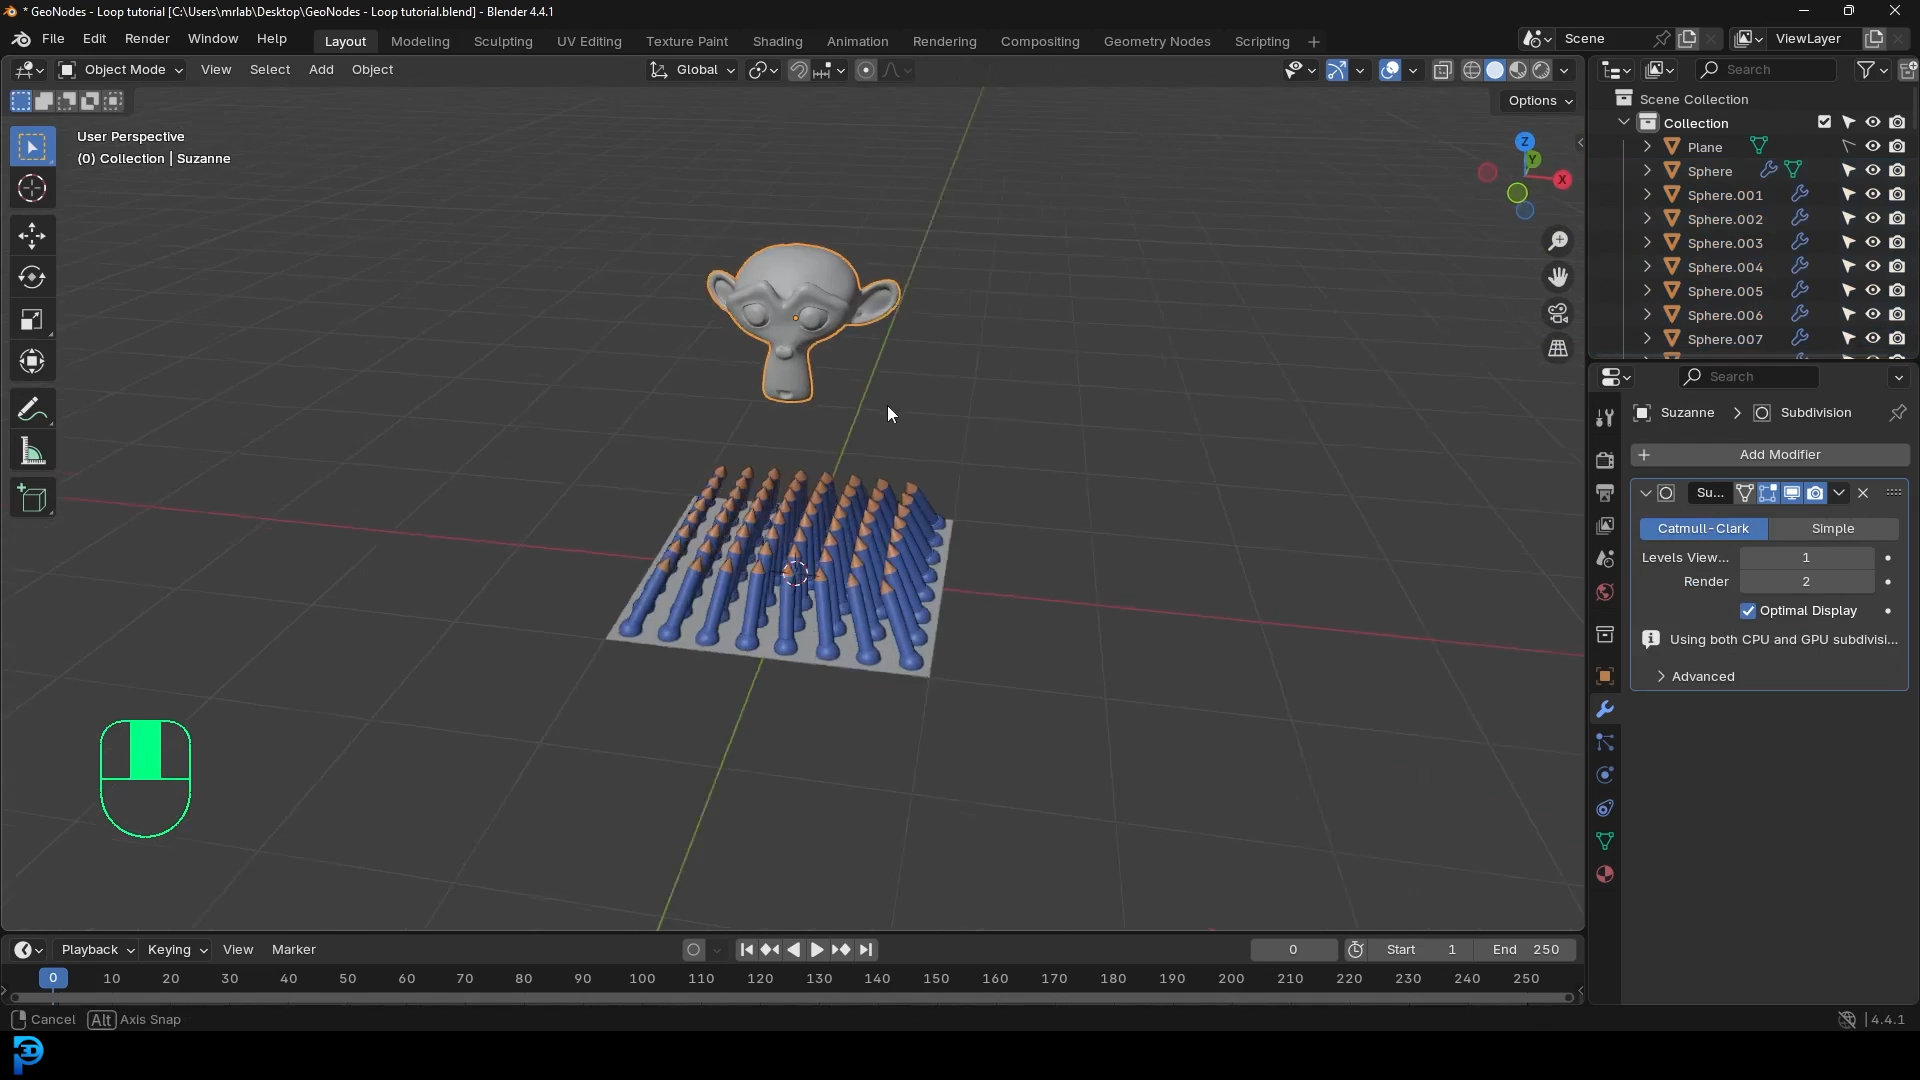 * GeoNodes - Loop tutorial [C:\Users\mrlab\Desktop\GeoNodes - Loop tutorial.blend] - Blender 4.4.1
File Edit Render Window Help
Layout Modeling Sculpting UV Editing Texture Paint Shading Animation Rendering Compositing Geometry Nodes Scripting
Scene
ViewLayer
Object Mode View Select Add Object
Global
Search
Options
User Perspective
(0) Collection | Suzanne
Z
Y
X
Scene Collection
Collection
Plane
Sphere
Sphere.001
Sphere.002
Sphere.003
Sphere.004
Sphere.005
Sphere.006
Sphere.007
Search
Suzanne > Subdivision
Add Modifier
Su...
Catmull-Clark Simple
Levels View... 1
Render 2
Optimal Display
Using both CPU and GPU subdivisi...
Advanced
Playback Keying View Marker
0
Start 1
End 250
0 10 20 30 40 50 60 70 80 90 100 110 120 130 140 150 160 170 180 190 200 210 220 230 240 250
Cancel Alt Axis Snap
4.4.1
3D